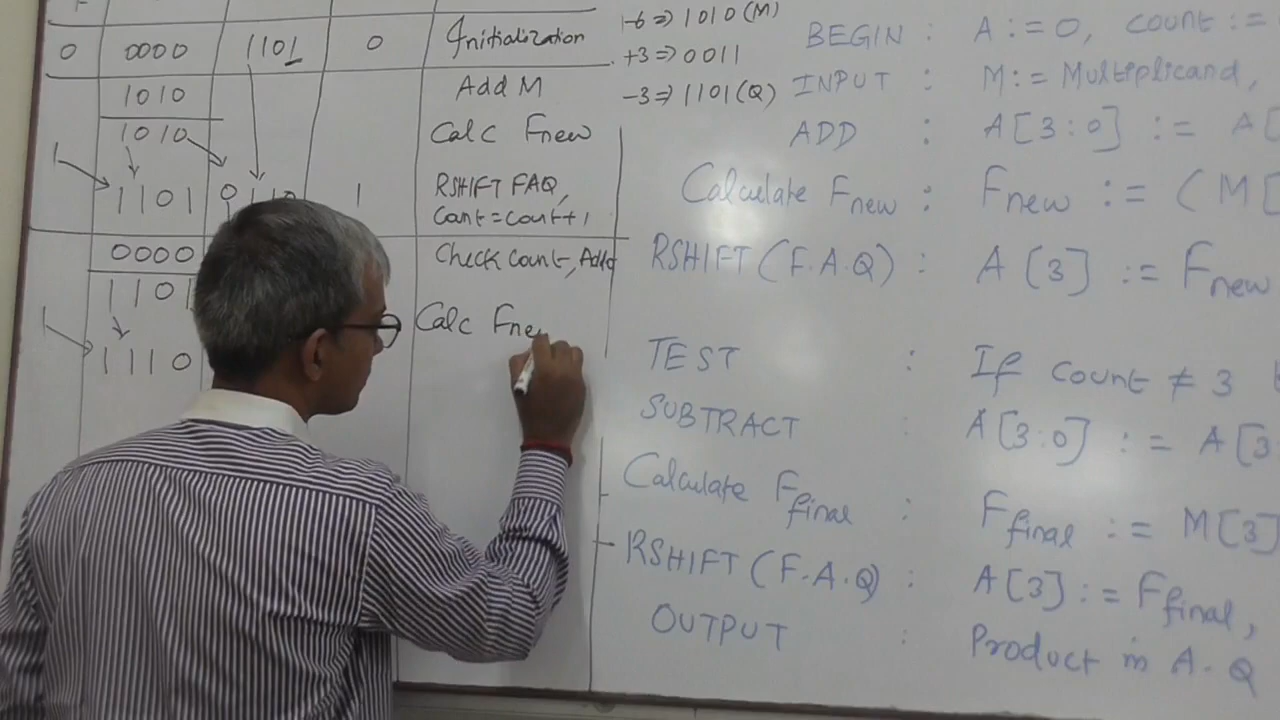 0 0000 1101 0 Initialization
1010 Add M
1010 Calc Fnew
1 1101 0110 1 RSHIFT FAQ,
Count=count+1
0000 Check count, Add
1101
1 1110 Calc Fne
-6 => 1010 (M)
+3 => 0011
-3 => 1101(Q)
BEGIN : A := 0, count :=
INPUT : M := Multiplicand,
ADD : A[3:0] := A[
Calculate Fnew : Fnew := (M[
RSHIFT (F.A.Q) : A[3] := Fnew
TEST : If count ≠ 3
SUBTRACT : A[3:0] := A[3
Calculate Ffinal : Ffinal := M[3]
RSHIFT (F.A.Q) : A[3] := Ffinal,
OUTPUT : Product in A.Q